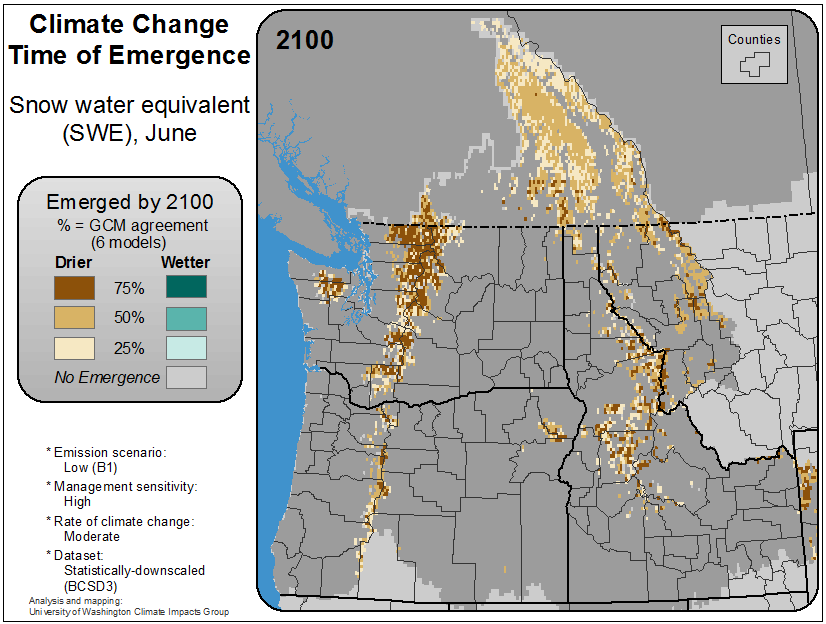 Climate Change
Time of Emergence
Snow water equivalent
(SWE), June
Emerged by 2100
% = GCM agreement
(6 models)
Drier Wetter
75%
50%
25%
No Emergence
* Emission scenario:
Low (B1)
* Management sensitivity:
High
* Rate of climate change:
Moderate
* Dataset:
Statistically-downscaled
(BCSD3)
Analysis and mapping:
University of Washington Climate Impacts Group
2100
Counties